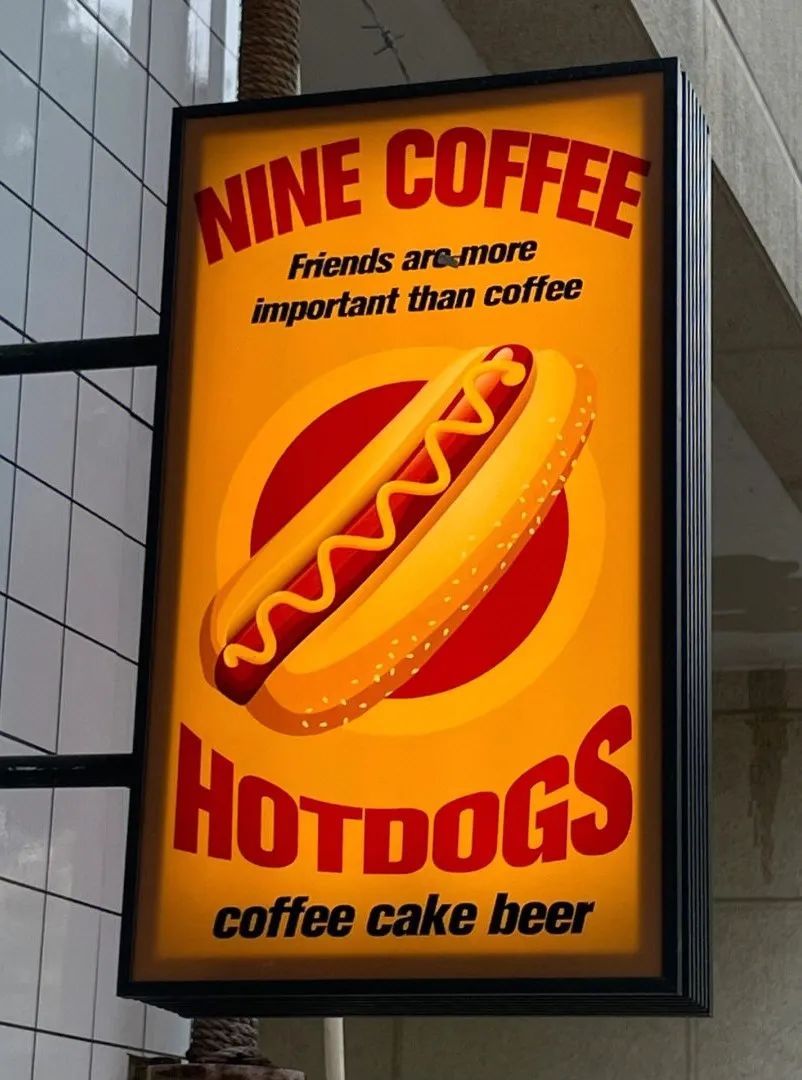 NINE COFFEE
Friends are more
important than coffee
HOTDOGS
coffee cake beer